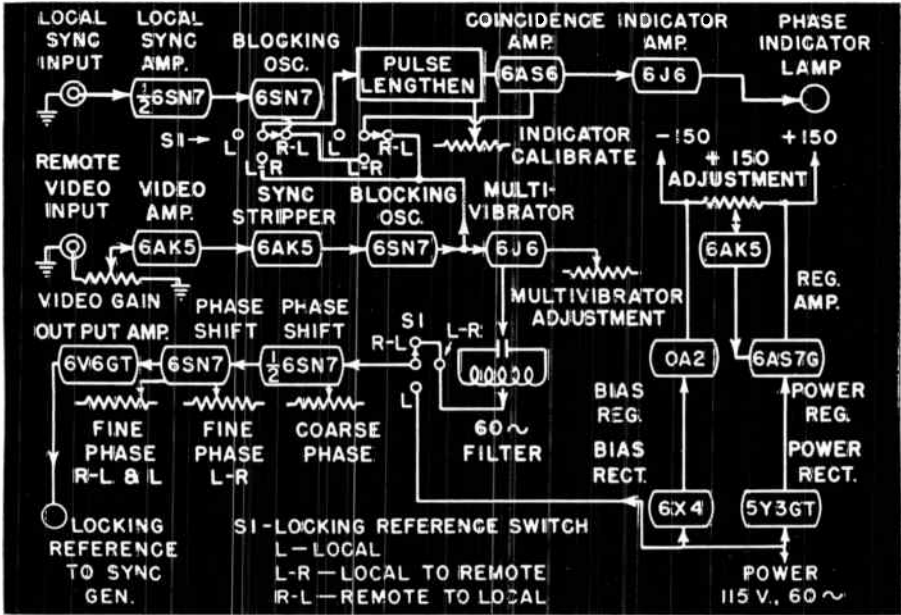 LOCAL SYNC INPUT
LOCAL SYNC AMP.
BLOCKING OSC.
COINCIDENCE AMP.
INDICATOR AMP.
PHASE INDICATOR LAMP
½6SN7
6SN7
PULSE LENGTHEN
6AS6
6J6
S1
L
R-L
L-R
L
R-L
L-R
INDICATOR CALIBRATE
-150
+150
+150 ADJUSTMENT
REMOTE VIDEO INPUT
VIDEO AMP.
SYNC STRIPPER
BLOCKING OSC.
MULTI-VIBRATOR
6AK5
6AK5
6SN7
6J6
6AK5
VIDEO GAIN
MULTIVIBRATOR ADJUSTMENT
REG. AMP.
OUTPUT AMP.
PHASE SHIFT
PHASE SHIFT
S1
R-L
L-R
L
6V6GT
6SN7
½6SN7
OA2
6AS7G
FINE PHASE R-L & L
FINE PHASE L-R
COARSE PHASE
60~ FILTER
BIAS REG.
POWER REG.
BIAS RECT.
POWER RECT.
6X4
5Y3GT
LOCKING REFERENCE TO SYNC GEN.
S1-LOCKING REFERENCE SWITCH
L-LOCAL
L-R-LOCAL TO REMOTE
R-L-REMOTE TO LOCAL
POWER 115 V., 60~